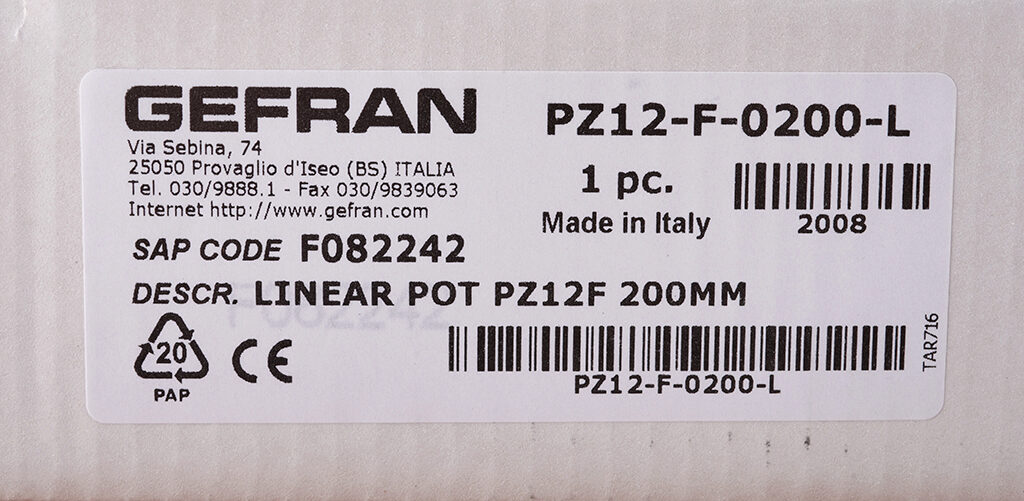 GEFRAN
Via Sebina, 74
25050 Provaglio d'Iseo (BS) ITALIA
Tel. 030/9888.1 - Fax 030/9839063
Internet http://www.gefran.com
PZ12-F-0200-L
1 pc.
Made in Italy
2008
SAP CODE F082242
DESCR. LINEAR POT PZ12F 200MM
F082242
20
PAP
CE
PZ12-F-0200-L
TAR716